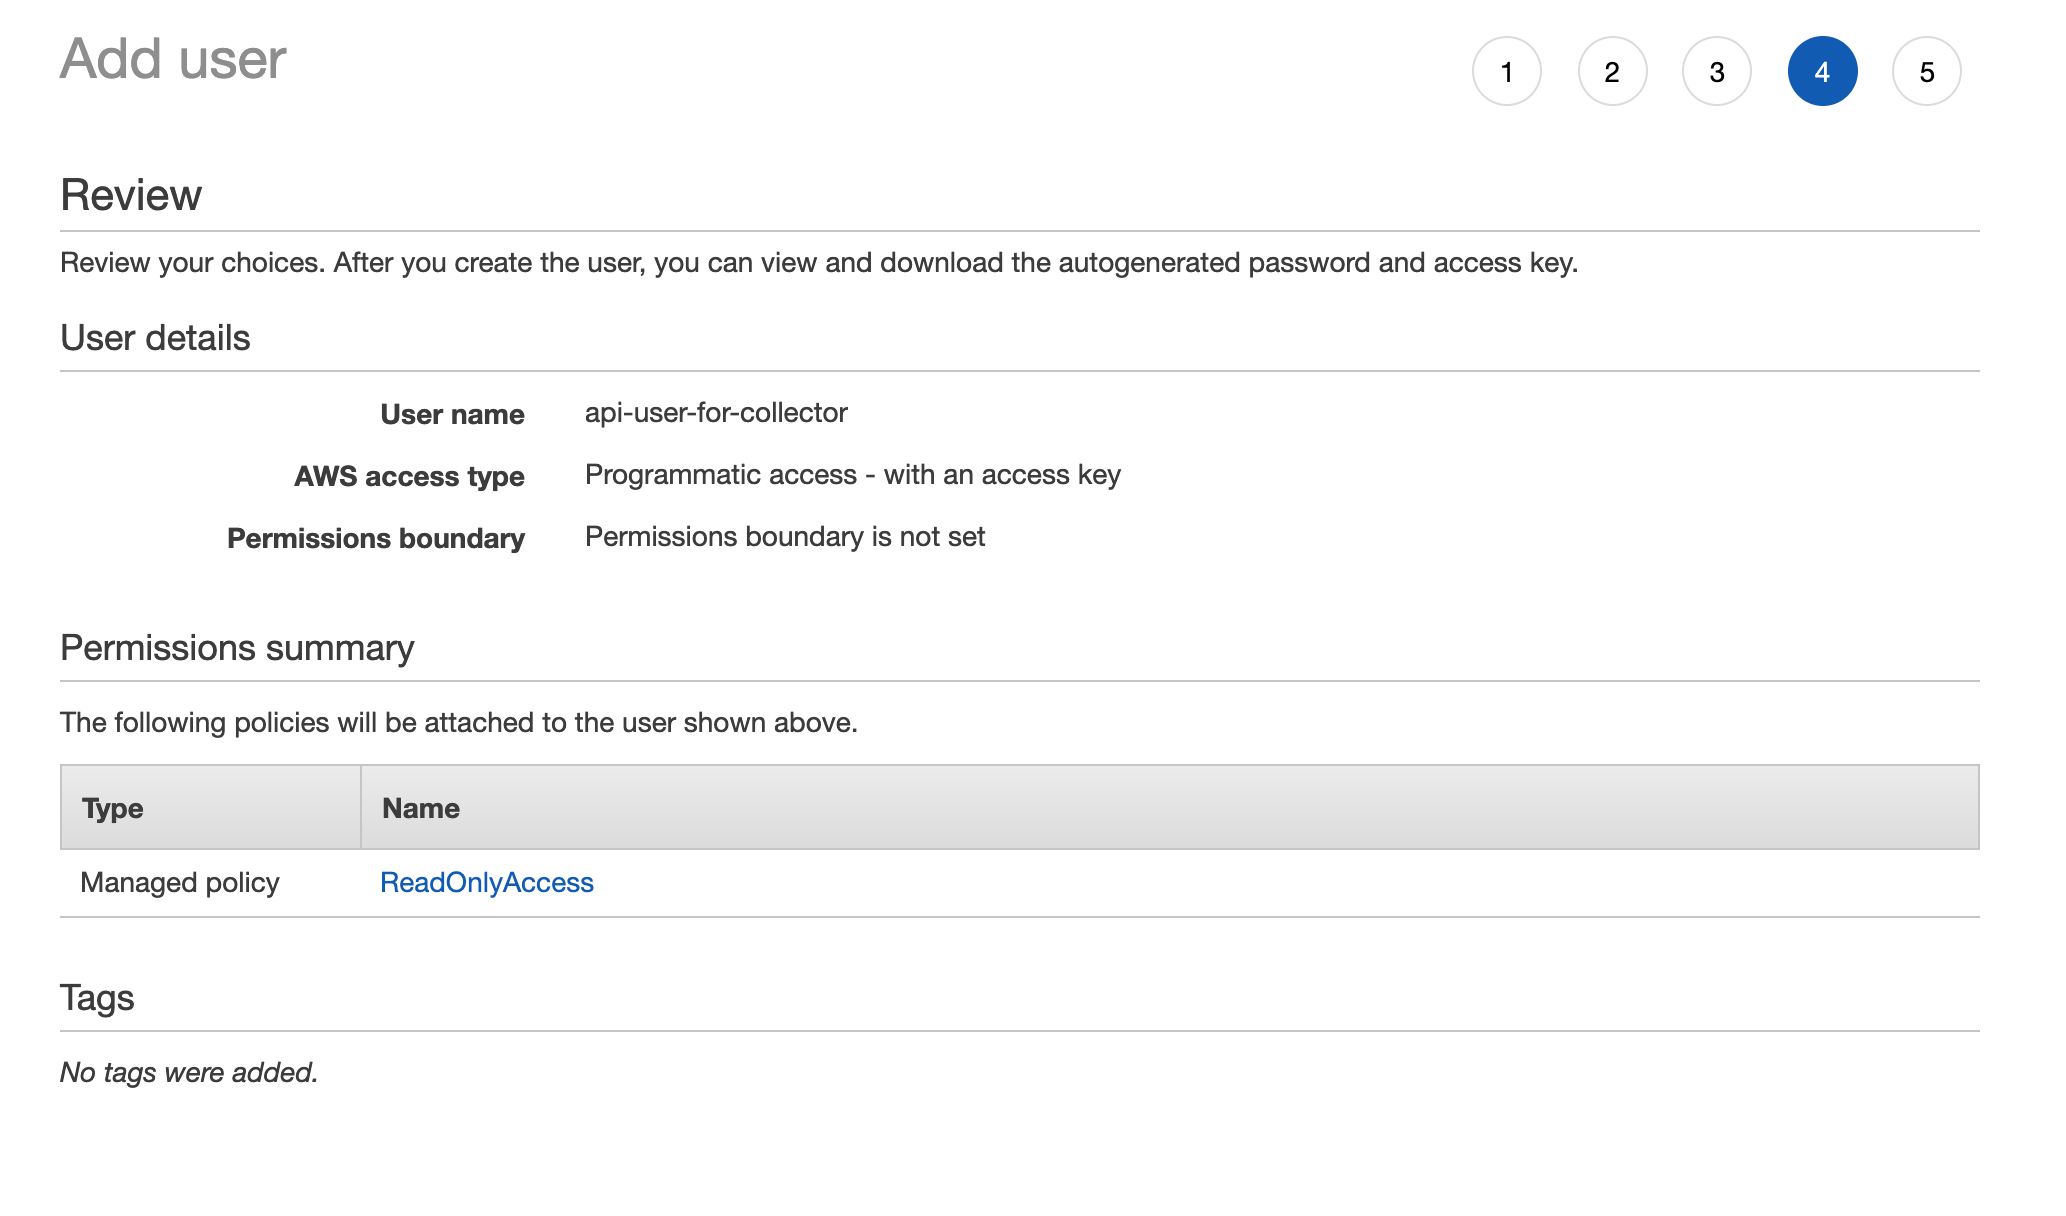 Add user
1 2 3 4 5
Review
Review your choices. After you create the user, you can view and download the autogenerated password and access key.
User details
User name api-user-for-collector
AWS access type Programmatic access - with an access key
Permissions boundary Permissions boundary is not set
Permissions summary
The following policies will be attached to the user shown above.
Type Name
Managed policy ReadOnlyAccess
Tags
No tags were added.